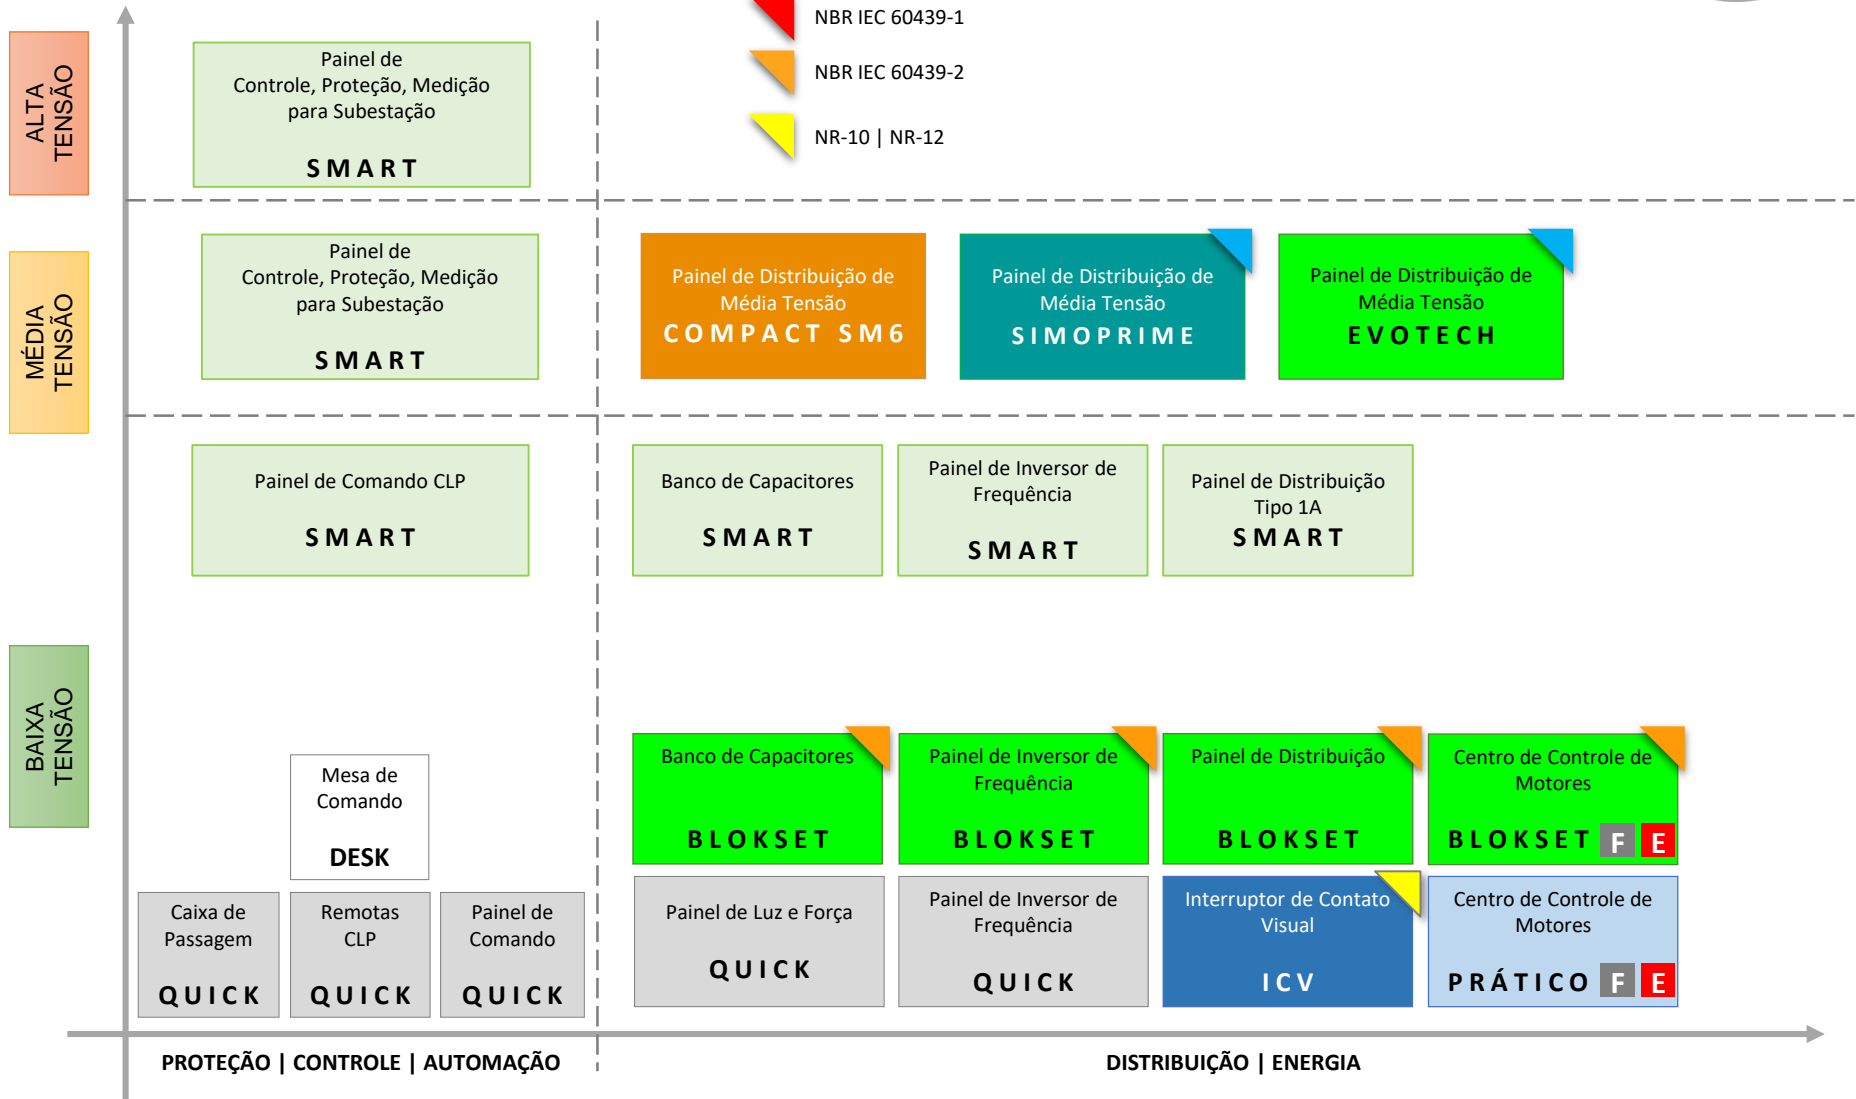 NBR IEC 60439-1
NBR IEC 60439-2
NR-10 | NR-12
ALTA
TENSÃO
Painel de
Controle, Proteção, Medição
para Subestação
SMART
MÉDIA
TENSÃO
Painel de
Controle, Proteção, Medição
para Subestação
SMART
Painel de Distribuição de
Média Tensão
COMPACT SM6
Painel de Distribuição de
Média Tensão
SIMOPRIME
Painel de Distribuição de
Média Tensão
EVOTECH
BAIXA
TENSÃO
Painel de Comando CLP
SMART
Banco de Capacitores
SMART
Painel de Inversor de
Frequência
SMART
Painel de Distribuição
Tipo 1A
SMART
Mesa de
Comando
DESK
Banco de Capacitores
BLOKSET
Painel de Inversor de
Frequência
BLOKSET
Painel de Distribuição
BLOKSET
Centro de Controle de
Motores
BLOKSET F E
Caixa de
Passagem
QUICK
Remotas
CLP
QUICK
Painel de
Comando
QUICK
Painel de Luz e Força
QUICK
Painel de Inversor de
Frequência
QUICK
Interruptor de Contato
Visual
ICV
Centro de Controle de
Motores
PRÁTICO F E
PROTEÇÃO | CONTROLE | AUTOMAÇÃO
DISTRIBUIÇÃO | ENERGIA